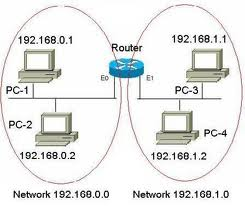 192.168.0.1
192.168.1.1
Router
E0
E1
PC-1
PC-3
PC-2
PC-4
192.168.0.2
192.168.1.2
Network 192.168.0.0
Network 192.168.1.0